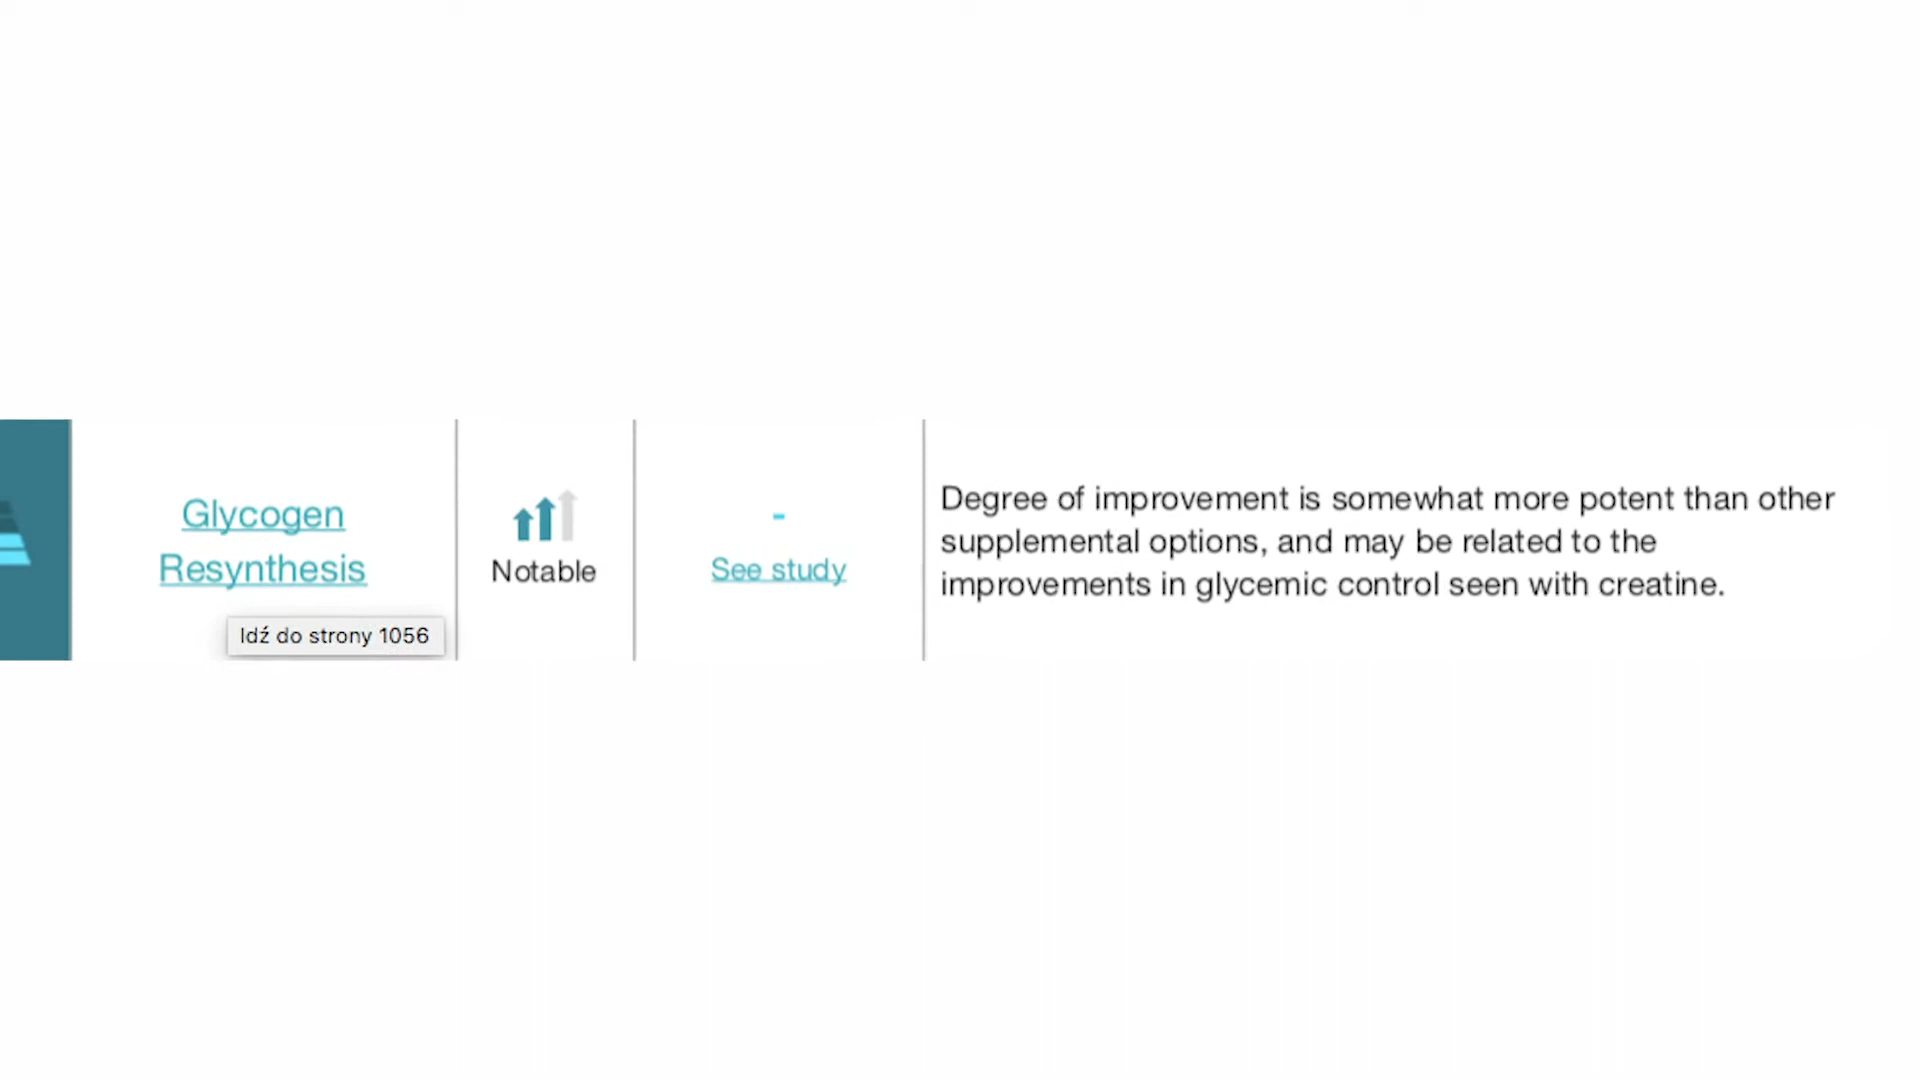 Glycogen
Resynthesis
Idź do strony 1056
Notable
-
See study
Degree of improvement is somewhat more potent than other
supplemental options, and may be related to the
improvements in glycemic control seen with creatine.